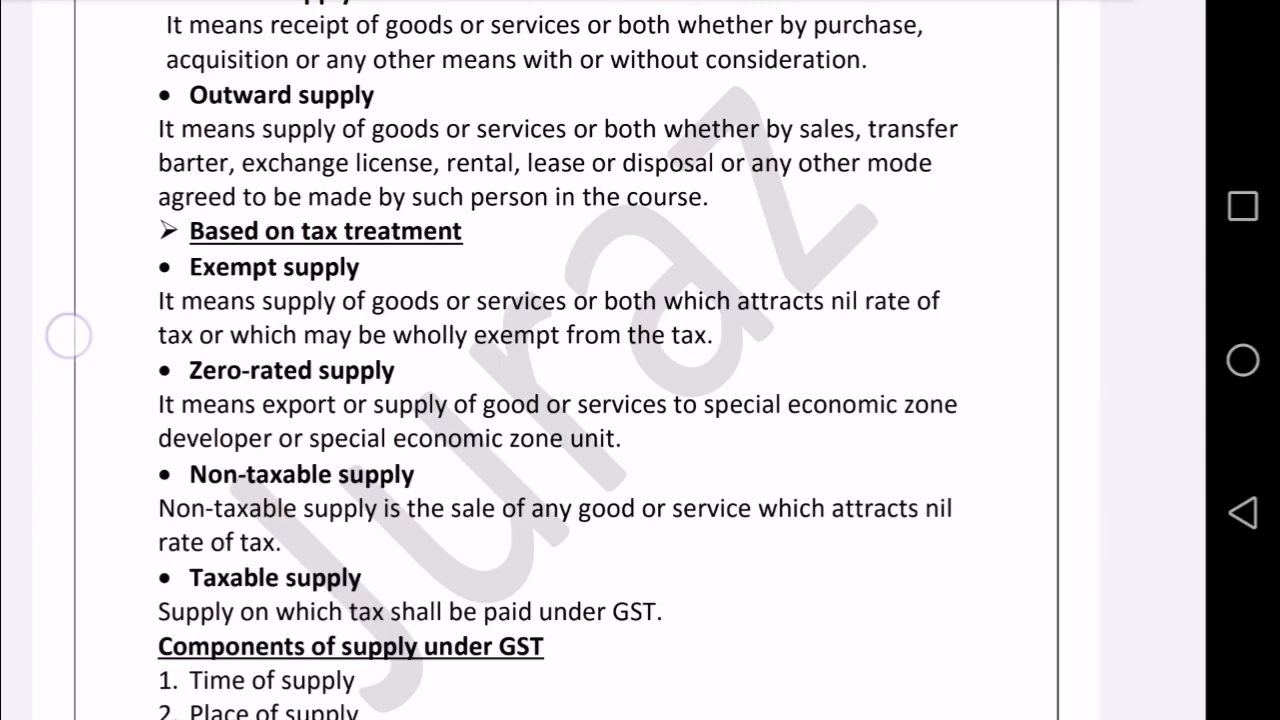 It means receipt of goods or services or both whether by purchase,
acquisition or any other means with or without consideration.
• Outward supply
It means supply of goods or services or both whether by sales, transfer
barter, exchange license, rental, lease or disposal or any other mode
agreed to be made by such person in the course.
➢ Based on tax treatment
• Exempt supply
It means supply of goods or services or both which attracts nil rate of
tax or which may be wholly exempt from the tax.
• Zero-rated supply
It means export or supply of good or services to special economic zone
developer or special economic zone unit.
• Non-taxable supply
Non-taxable supply is the sale of any good or service which attracts nil
rate of tax.
• Taxable supply
Supply on which tax shall be paid under GST.
Components of supply under GST
1. Time of supply
2. Place of supply
Juraz